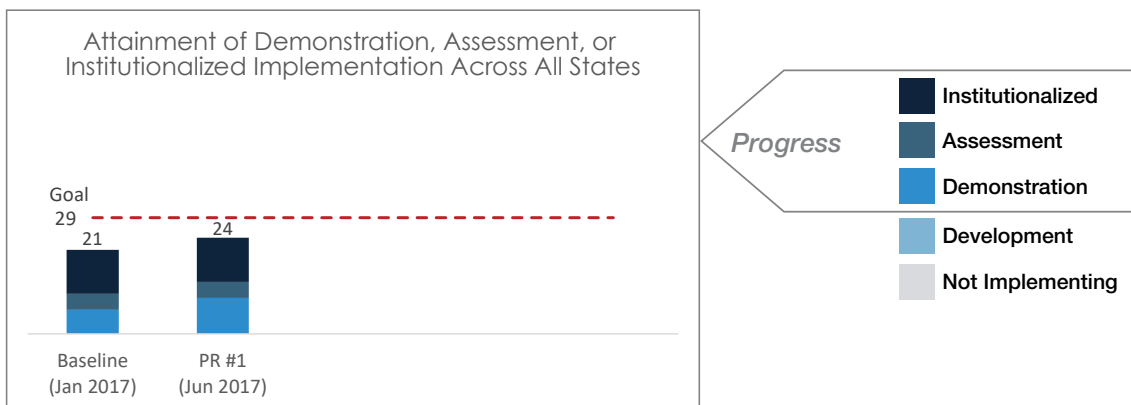 Attainment of Demonstration, Assessment, or
Institutionalized Implementation Across All States
Goal
29
21
24
Baseline
(Jan 2017)
PR #1
(Jun 2017)
Progress
Institutionalized
Assessment
Demonstration
Development
Not Implementing